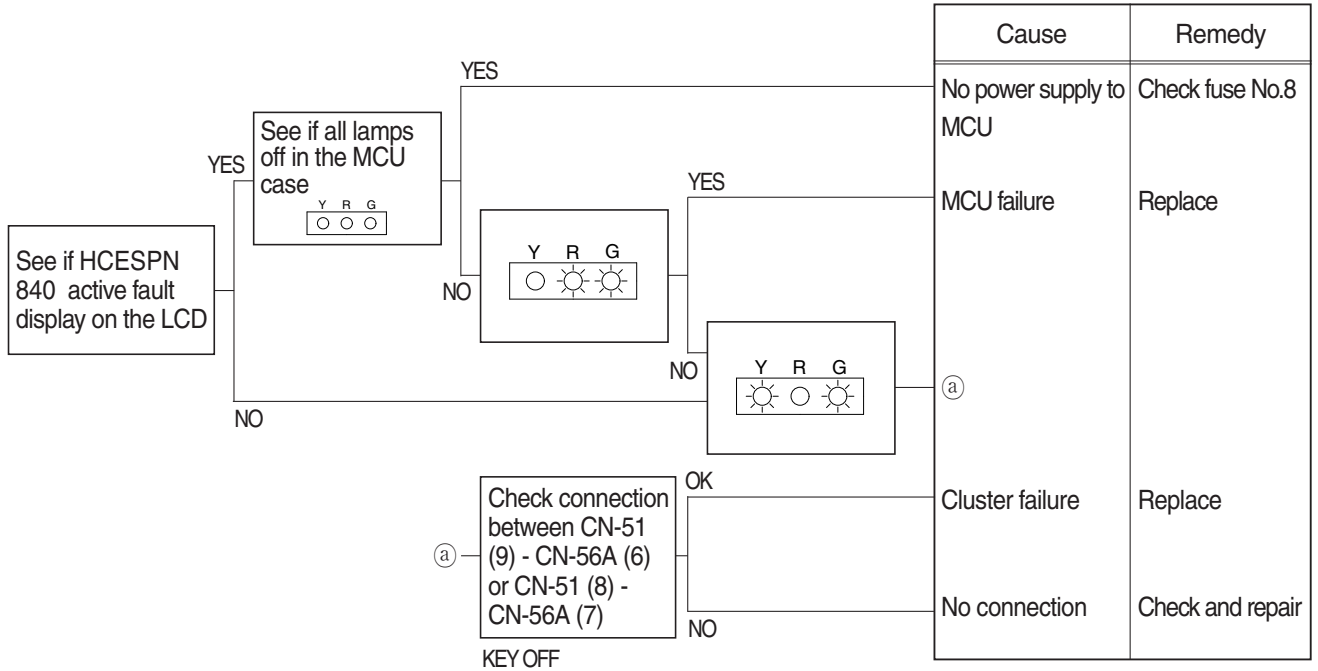 Cause Remedy
YES
No power supply to Check fuse No.8
MCU
See if all lamps
off in the MCU
case
Y R G
YES
YES
MCU failure Replace
See if HCESPN
840 active fault
display on the LCD
Y R G
NO
NO
Y R G
ⓐ
NO
OK
Check connection
between CN-51
(9) - CN-56A (6)
or CN-51 (8) -
CN-56A (7)
ⓐ
Cluster failure Replace
No connection Check and repair
NO
KEY OFF